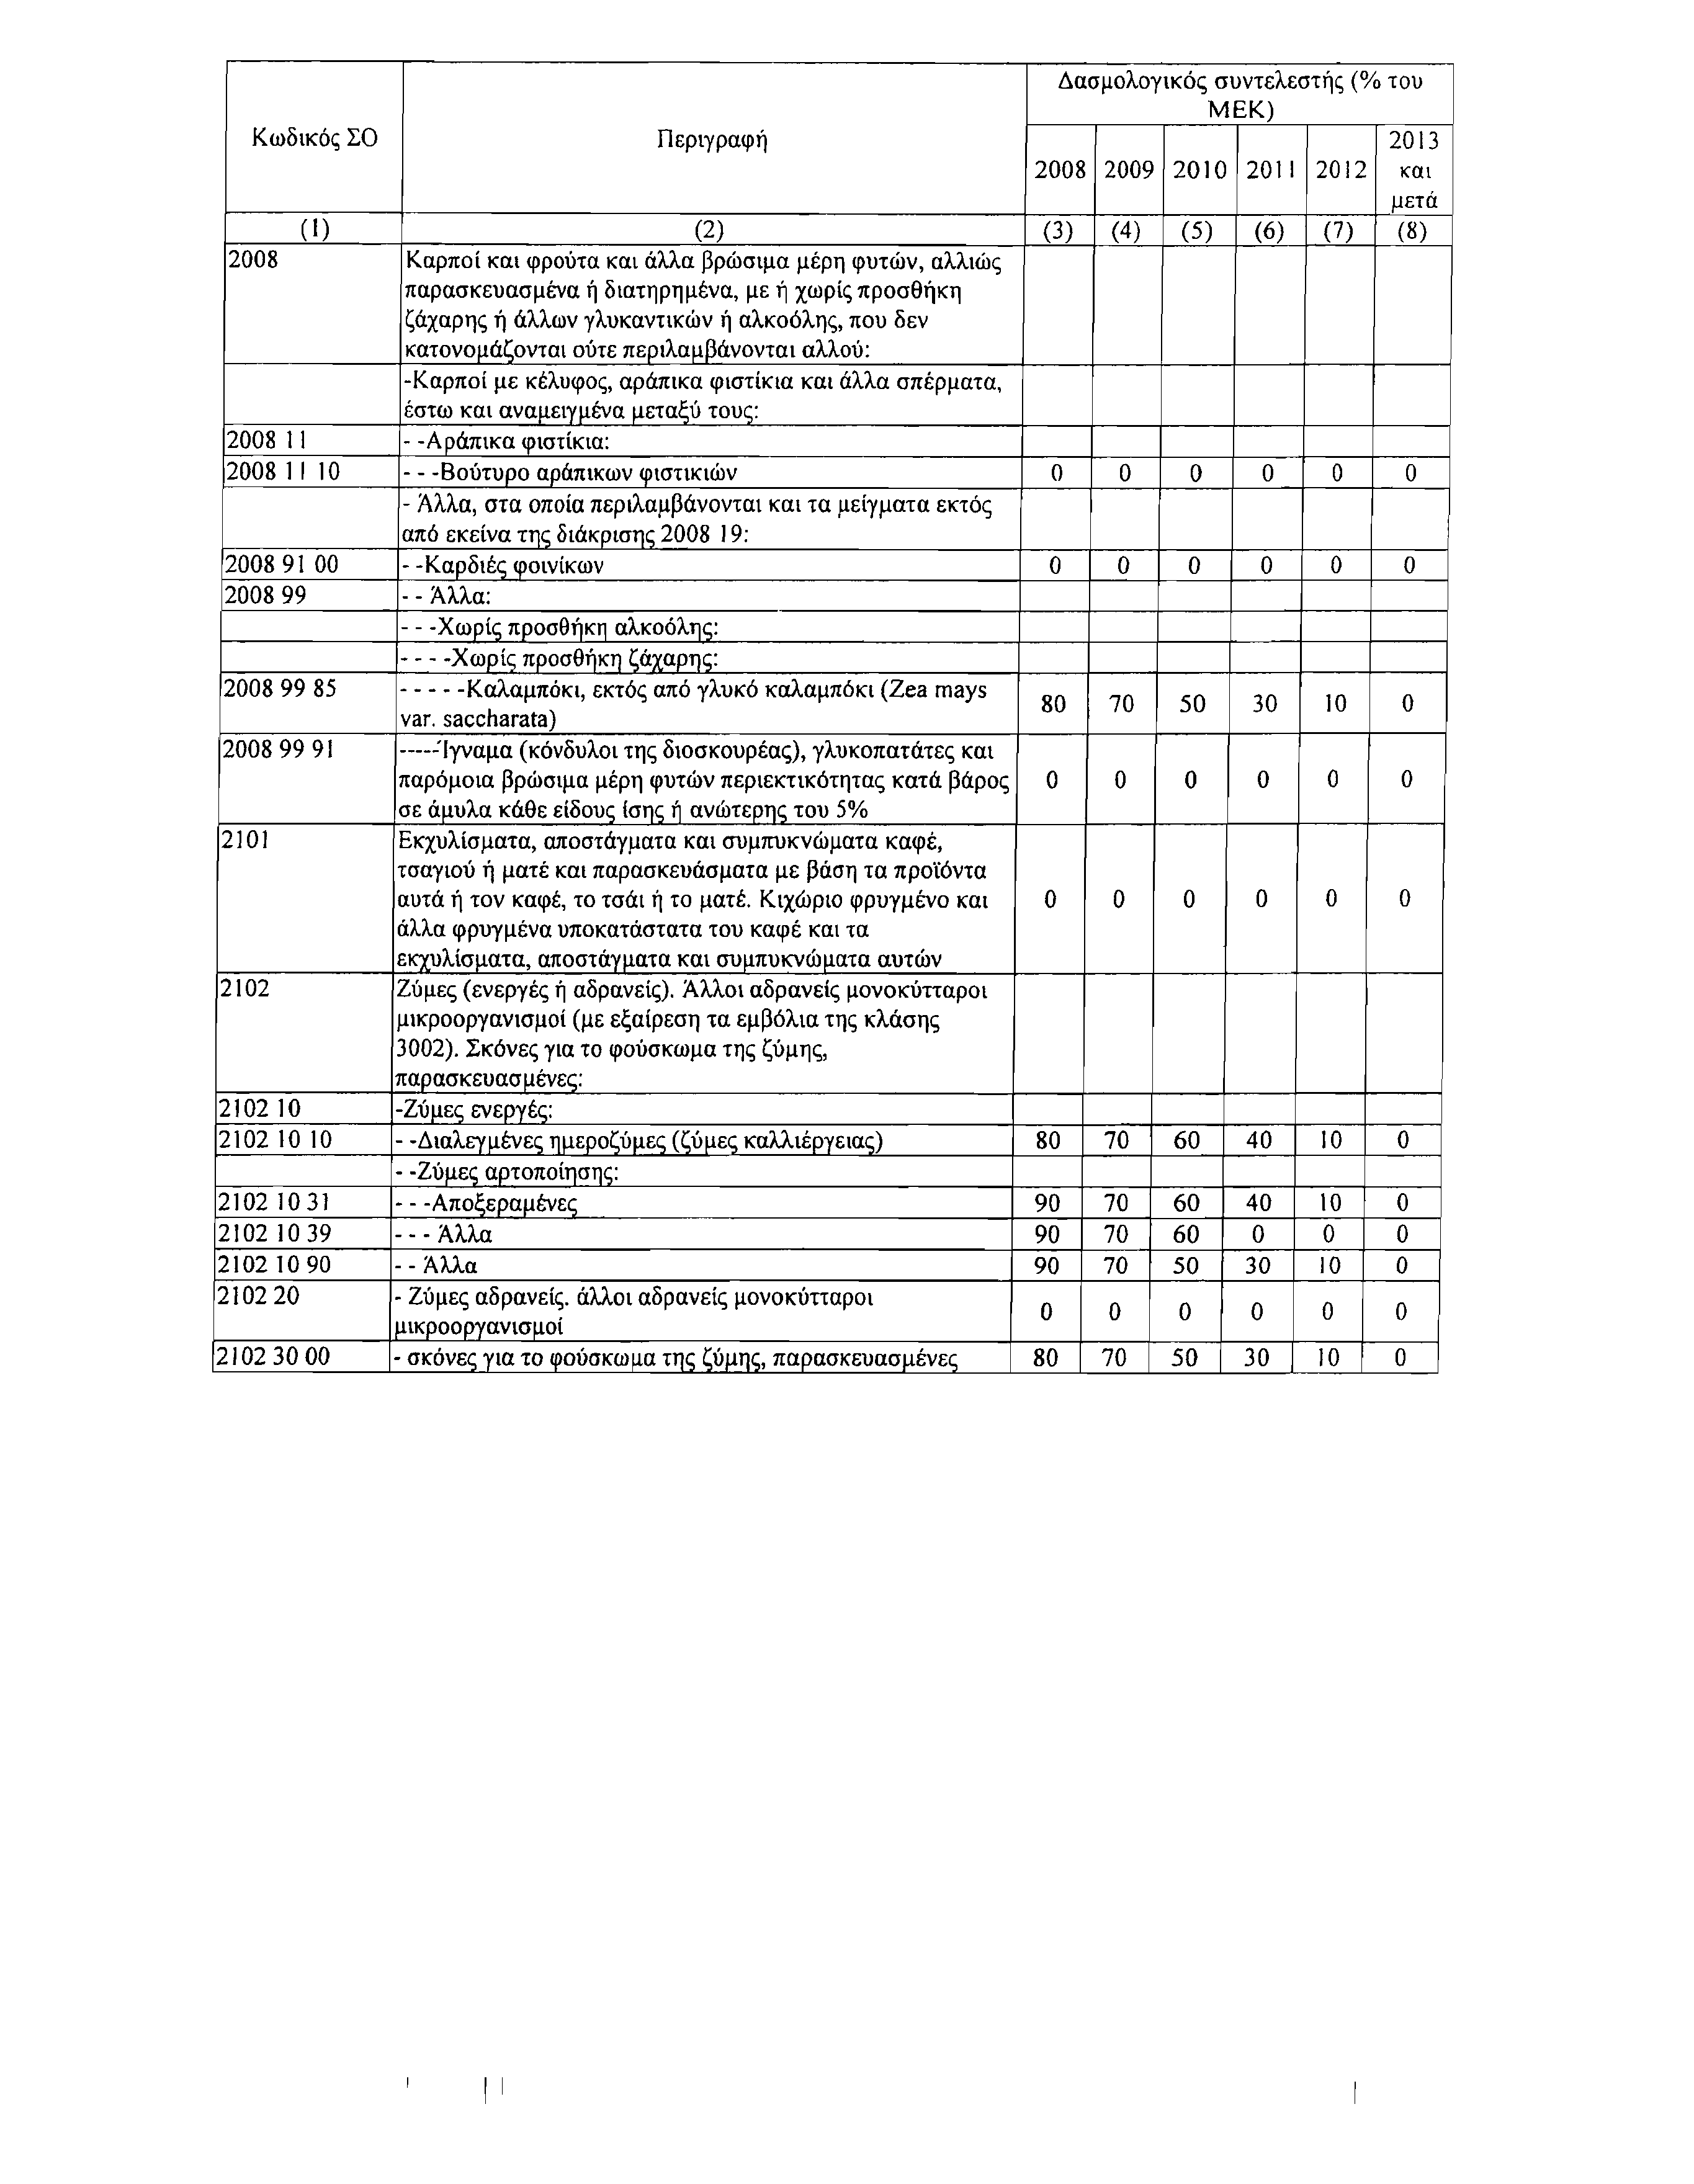 Κωδικός ΣΟ
Περιγραφή
Δασμολογικός συντελεστής (% του
ΜΕΚ)
2008 2009 2010 2011 2012 2013
και
μετά
(1) (2) (3) (4) (5) (6) (7) (8)
2008 Καρποί και φρούτα και άλλα βρώσιμα μέρη φυτών, αλλιώς
παρασκευασμένα ή διατηρημένα, με ή χωρίς προσθήκη
ζάχαρης ή άλλων γλυκαντικών ή αλκοόλης, που δεν
κατονομάζονται ούτε περιλαμβάνονται αλλού:
-Καρποί με κέλυφος, αράπικα φιστίκια και άλλα σπέρματα,
έστω και αναμειγμένα μεταξύ τους:
2008 11 - -Αράπικα φιστίκια:
2008 11 10 - - -Βούτυρο αράπικων φιστικιών 0 0 0 0 0 0
- Άλλα, στα οποία περιλαμβάνονται και τα μείγματα εκτός
από εκείνα της διάκρισης 2008 19:
2008 91 00 - -Καρδιές φοινίκων 0 0 0 0 0 0
2008 99 - - Άλλα:
- - -Χωρίς προσθήκη αλκοόλης:
- - - -Χωρίς προσθήκη ζάχαρης:
2008 99 85 - - - - -Καλαμπόκι, εκτός από γλυκό καλαμπόκι (Zea mays
var. saccharata) 80 70 50 30 10 0
2008 99 91 -----Ίγναμα (κόνδυλοι της διοσκουρέας), γλυκοπατάτες και
παρόμοια βρώσιμα μέρη φυτών περιεκτικότητας κατά βάρος 0 0 0 0 0 0
σε άμυλα κάθε είδους ίσης ή ανώτερης του 5%
2101 Εκχυλίσματα, αποστάγματα και συμπυκνώματα καφέ,
τσαγιού ή ματέ και παρασκευάσματα με βάση τα προϊόντα
αυτά ή τον καφέ, το τσάι ή το ματέ. Κιχώριο φρυγμένο και 0 0 0 0 0 0
άλλα φρυγμένα υποκατάστατα του καφέ και τα
εκχυλίσματα, αποστάγματα και συμπυκνώματα αυτών
2102 Ζύμες (ενεργές ή αδρανείς). Άλλοι αδρανείς μονοκύτταροι
μικροοργανισμοί (με εξαίρεση τα εμβόλια της κλάσης
3002). Σκόνες για το φούσκωμα της ζύμης,
παρασκευασμένες:
2102 10 -Ζύμες ενεργές:
2102 10 10 - -Διαλεγμένες ημεροζύμες (ζύμες καλλιέργειας) 80 70 60 40 10 0
- -Ζύμες αρτοποίησης:
2102 10 31 - - -Αποξεραμένες 90 70 60 40 10 0
2102 10 39 - - - Άλλα 90 70 60 0 0 0
2102 10 90 - - Άλλα 90 70 50 30 10 0
2102 20 - Ζύμες αδρανείς. άλλοι αδρανείς μονοκύτταροι
μικροοργανισμοί 0 0 0 0 0 0
2102 30 00 - σκόνες για το φούσκωμα της ζύμης, παρασκευασμένες 80 70 50 30 10 0